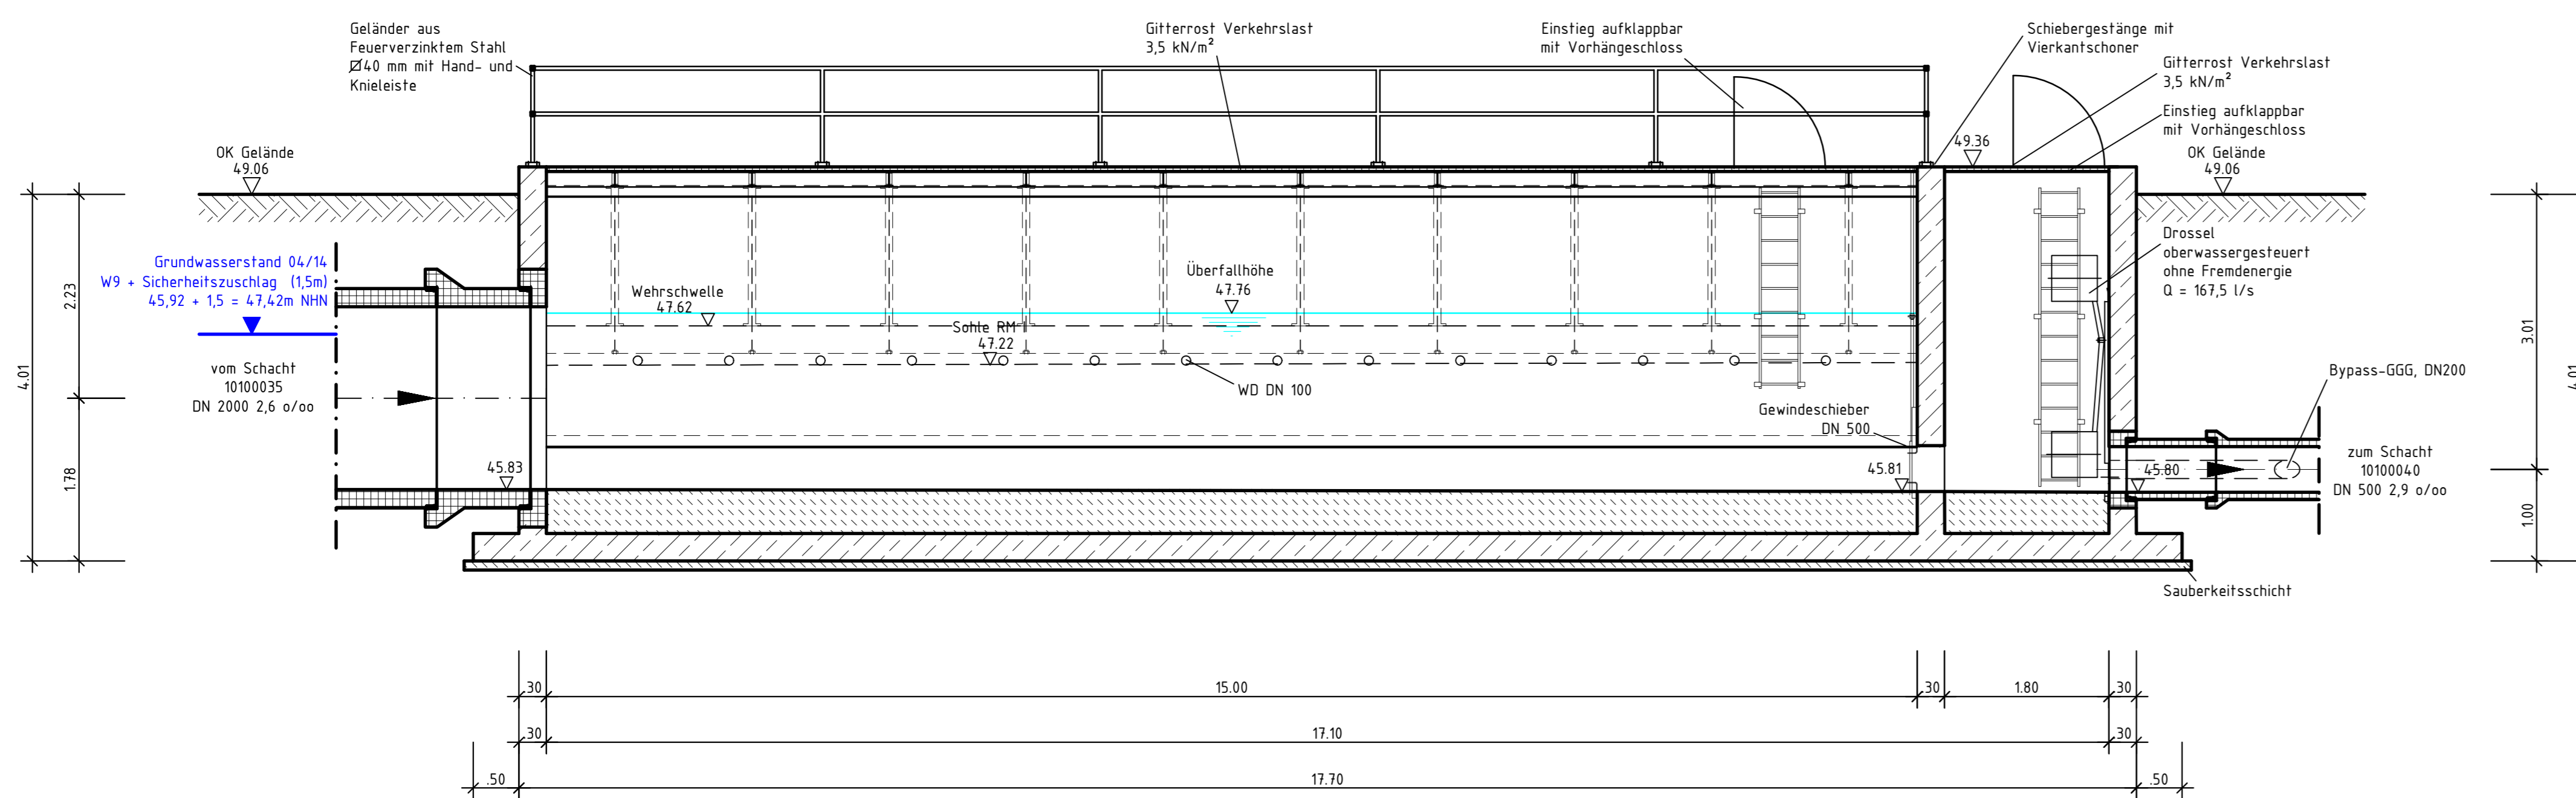 Geländer aus
Feuerverzinktem Stahl
40 mm mit Hand- und
Knieleiste
Gitterrost Verkehrslast
3,5 kN/m²
Einstieg aufklappbar
mit Vorhängeschloss
Schiebergestänge mit
Vierkantschoner
Gitterrost Verkehrslast
3,5 kN/m²
Einstieg aufklappbar
mit Vorhängeschloss
49.36
OK Gelände
49.06
OK Gelände
49.06
Grundwasserstand 04/14
W9 + Sicherheitszuschlag (1,5m)
45,92 + 1,5 = 47,42m NHN
Drossel
oberwassergesteuert
ohne Fremdenergie
Q = 167,5 l/s
Wehrschwelle
47.62
Überfallhöhe
47.76
Sohle RM
47.22
WD DN 100
vom Schacht
10100035
DN 2000 2,6 o/oo
Gewindeschieber
DN 500
Bypass-GGG, DN200
45.83
45.81
45.80
zum Schacht
10100040
DN 500 2,9 o/oo
Sauberkeitsschicht
4.01
2.23
1.78
3.01
1.00
4.01
.30
15.00
.30
1.80
.30
.30
17.10
.30
.50
17.70
.50